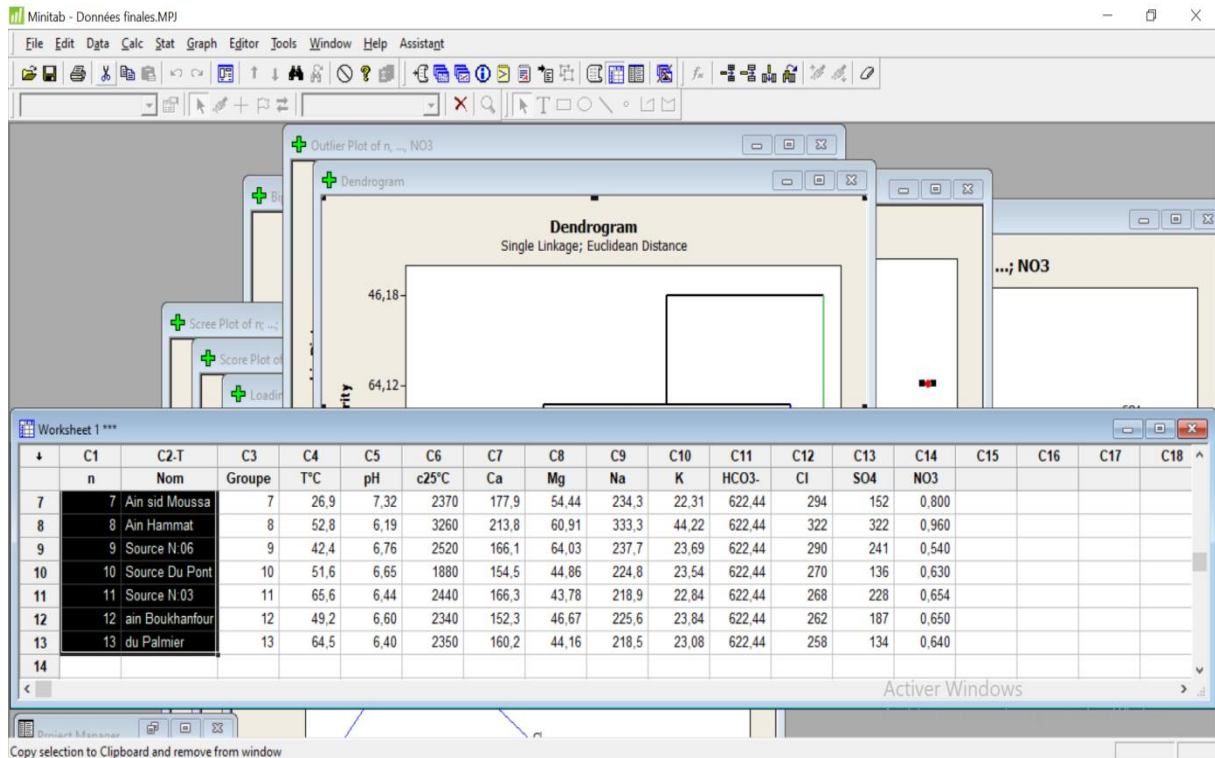 Minitab - Données finales.MPJ
File Edit Data Calc Stat Graph Editor Tools Window Help Assistant
Outlier Plot of n, ..., NO3
Dendrogram
Dendrogram
Single Linkage; Euclidean Distance
...; NO3
46,18
Scree Plot of n; ...;
Score Plot of
64,12
Worksheet 1 ***
C1 C2-T C3 C4 C5 C6 C7 C8 C9 C10 C11 C12 C13 C14 C15 C16 C17 C18
n Nom Groupe T°C pH c25°C Ca Mg Na K HCO3- Cl SO4 NO3
7 7 Ain sid Moussa 7 26,9 7,32 2370 177,9 54,44 234,3 22,31 622,44 294 152 0,800
8 8 Ain Hammat 8 52,8 6,19 3260 213,8 60,91 333,3 44,22 622,44 322 322 0,960
9 9 Source N:06 9 42,4 6,76 2520 166,1 64,03 237,7 23,69 622,44 290 241 0,540
10 10 Source Du Pont 10 51,6 6,65 1880 154,5 44,86 224,8 23,54 622,44 270 136 0,630
11 11 Source N:03 11 65,6 6,44 2440 166,3 43,78 218,9 22,84 622,44 268 228 0,654
12 12 ain Boukhanfour 12 49,2 6,60 2340 152,3 46,67 225,6 23,84 622,44 262 187 0,650
13 13 du Palmier 13 64,5 6,40 2350 160,2 44,16 218,5 23,08 622,44 258 134 0,640
14
Activer Windows
Project Manager
Copy selection to Clipboard and remove from window